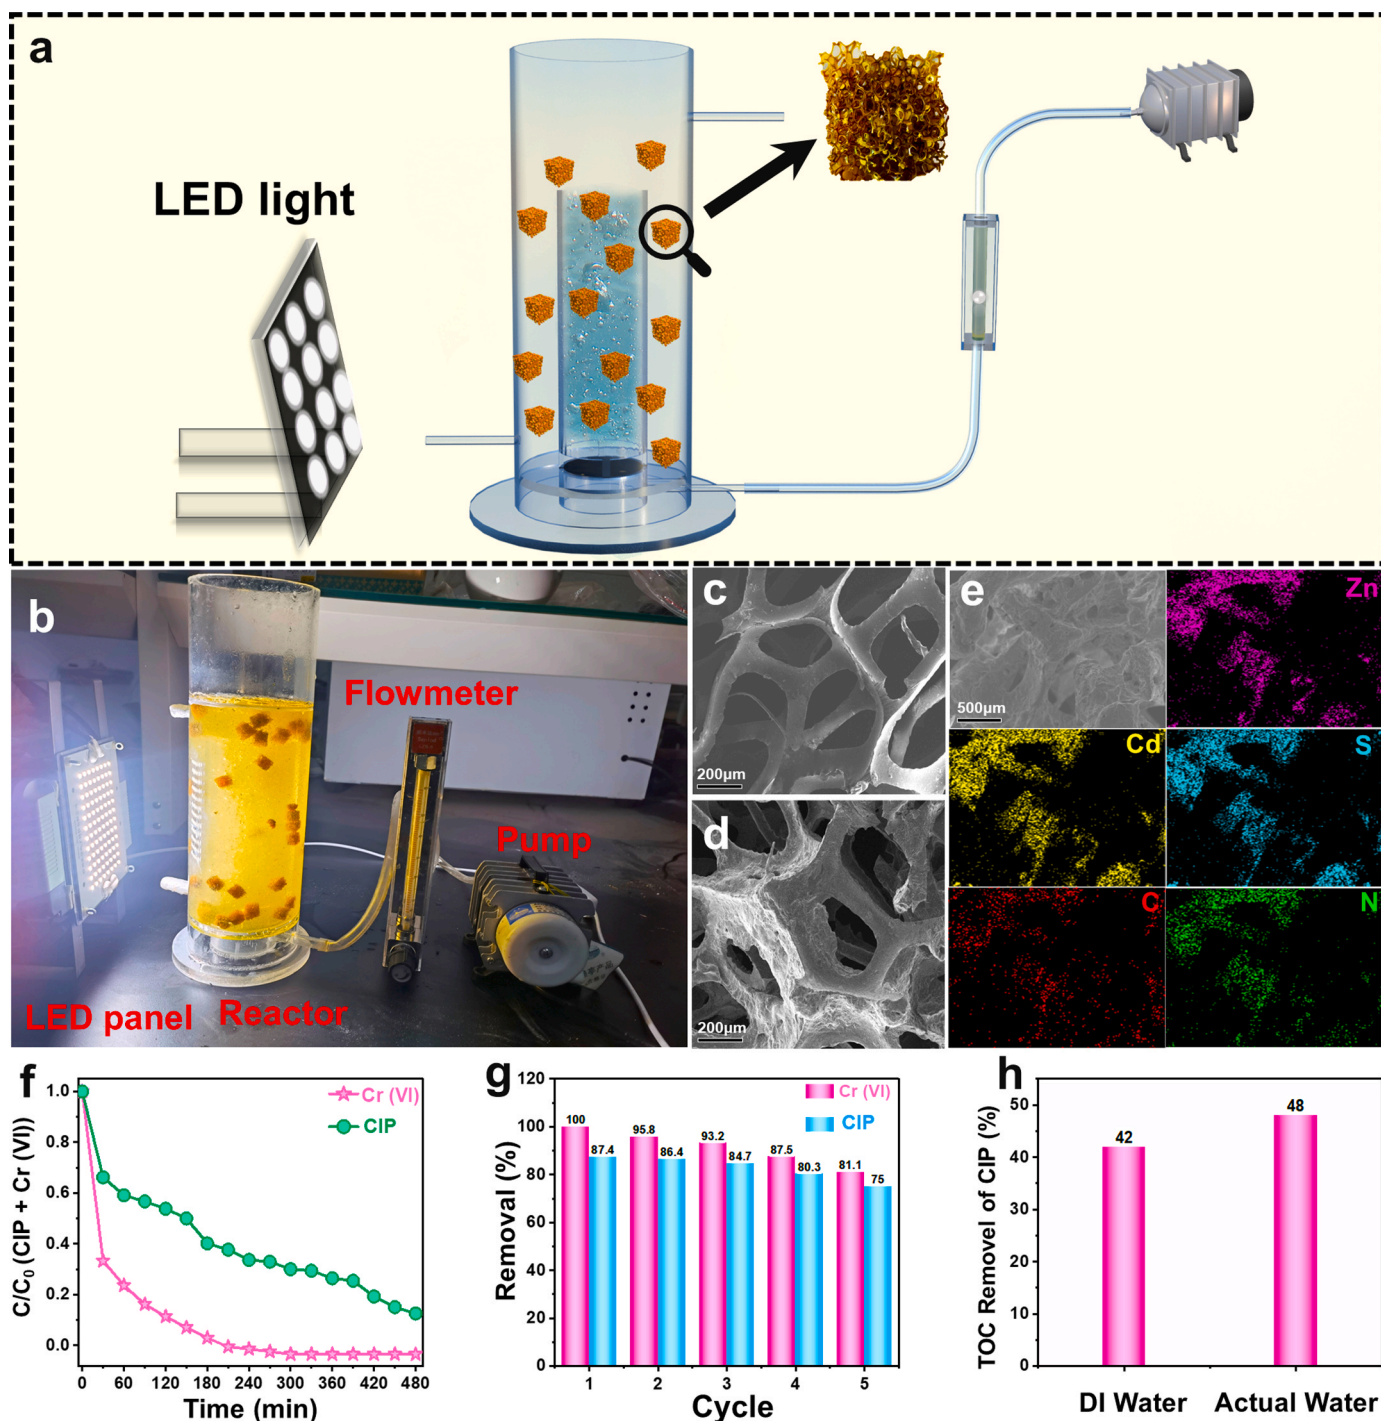 a
LED light
b
Flowmeter
Pump
LED panel
Reactor
c
200μm
d
200μm
e
500μm
Zn
Cd
S
C
N
f
Cr (VI)
CIP
C/C₀ (CIP + Cr (VI))
1.0
0.8
0.6
0.4
0.2
0.0
0 60 120 180 240 300 360 420 480
Time (min)
g
Cr (VI)
CIP
Removal (%)
120
100
80
60
40
20
0
100
87.4
95.8
86.4
93.2
84.7
87.5
80.3
81.1
75
1 2 3 4 5
Cycle
h
TOC Removel of CIP (%)
50
40
30
20
10
0
42
48
DI Water Actual Water